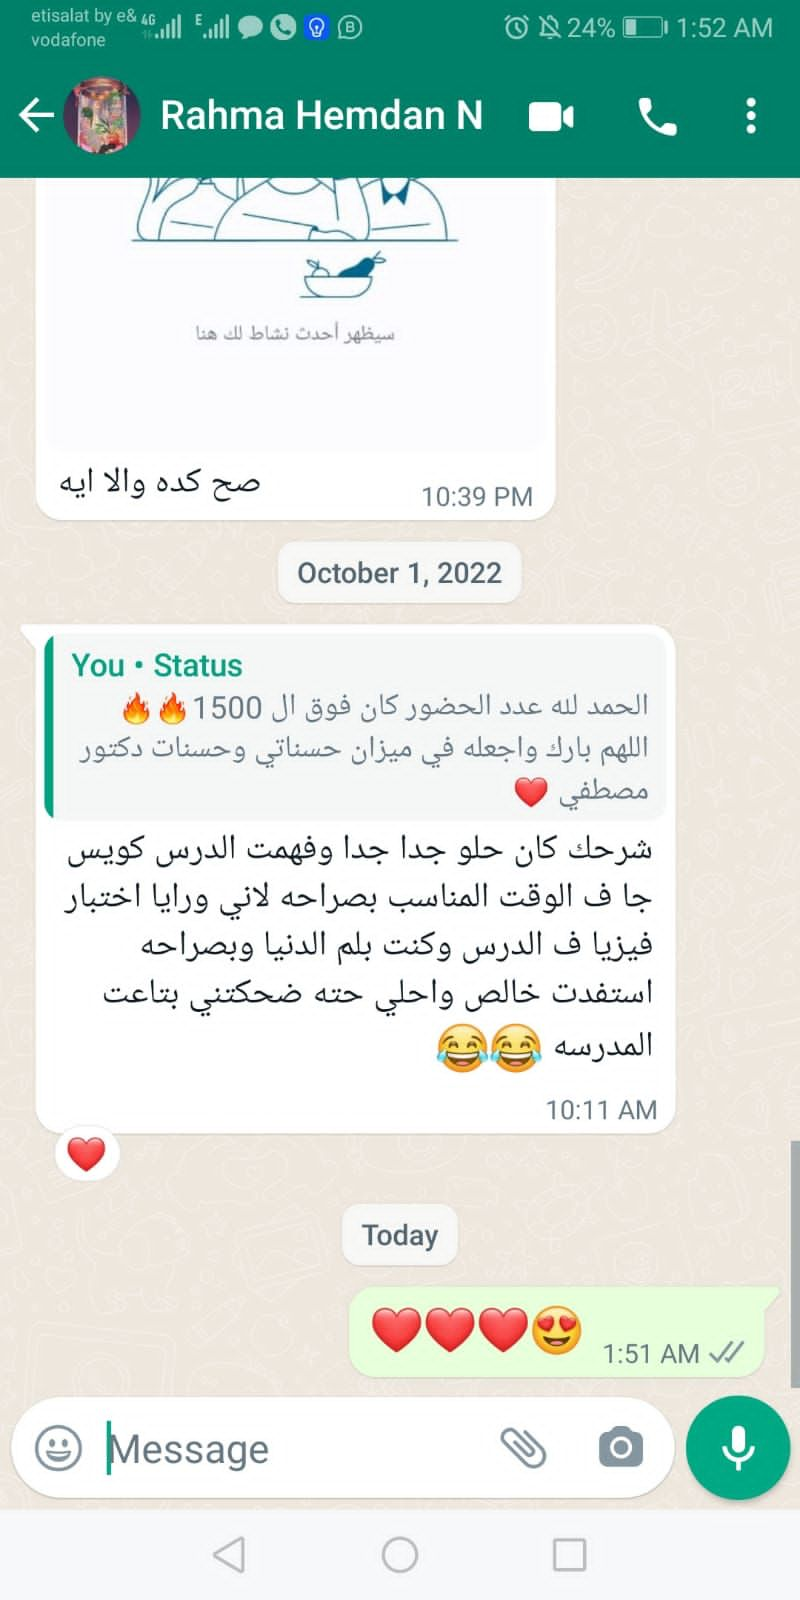 etisalat by e&
vodafone
4G
E
B
24%
1:52 AM
Rahma Hemdan N
سيظهر أحدث نشاط لك هنا
صح كده والا ايه
10:39 PM
October 1, 2022
You • Status
الحمد لله عدد الحضور كان فوق ال 1500🔥🔥
اللهم بارك واجعله في ميزان حسناتي وحسنات دكتور
مصطفي ❤️
شرحك كان حلو جدا جدا وفهمت الدرس كويس
جا ف الوقت المناسب بصراحه لاني ورايا اختبار
فيزيا ف الدرس وكنت بلم الدنيا وبصراحه
استفدت خالص واحلي حته ضحكتني بتاعت
المدرسه 😂😂
10:11 AM
❤️
Today
❤️❤️❤️😍
1:51 AM
Message